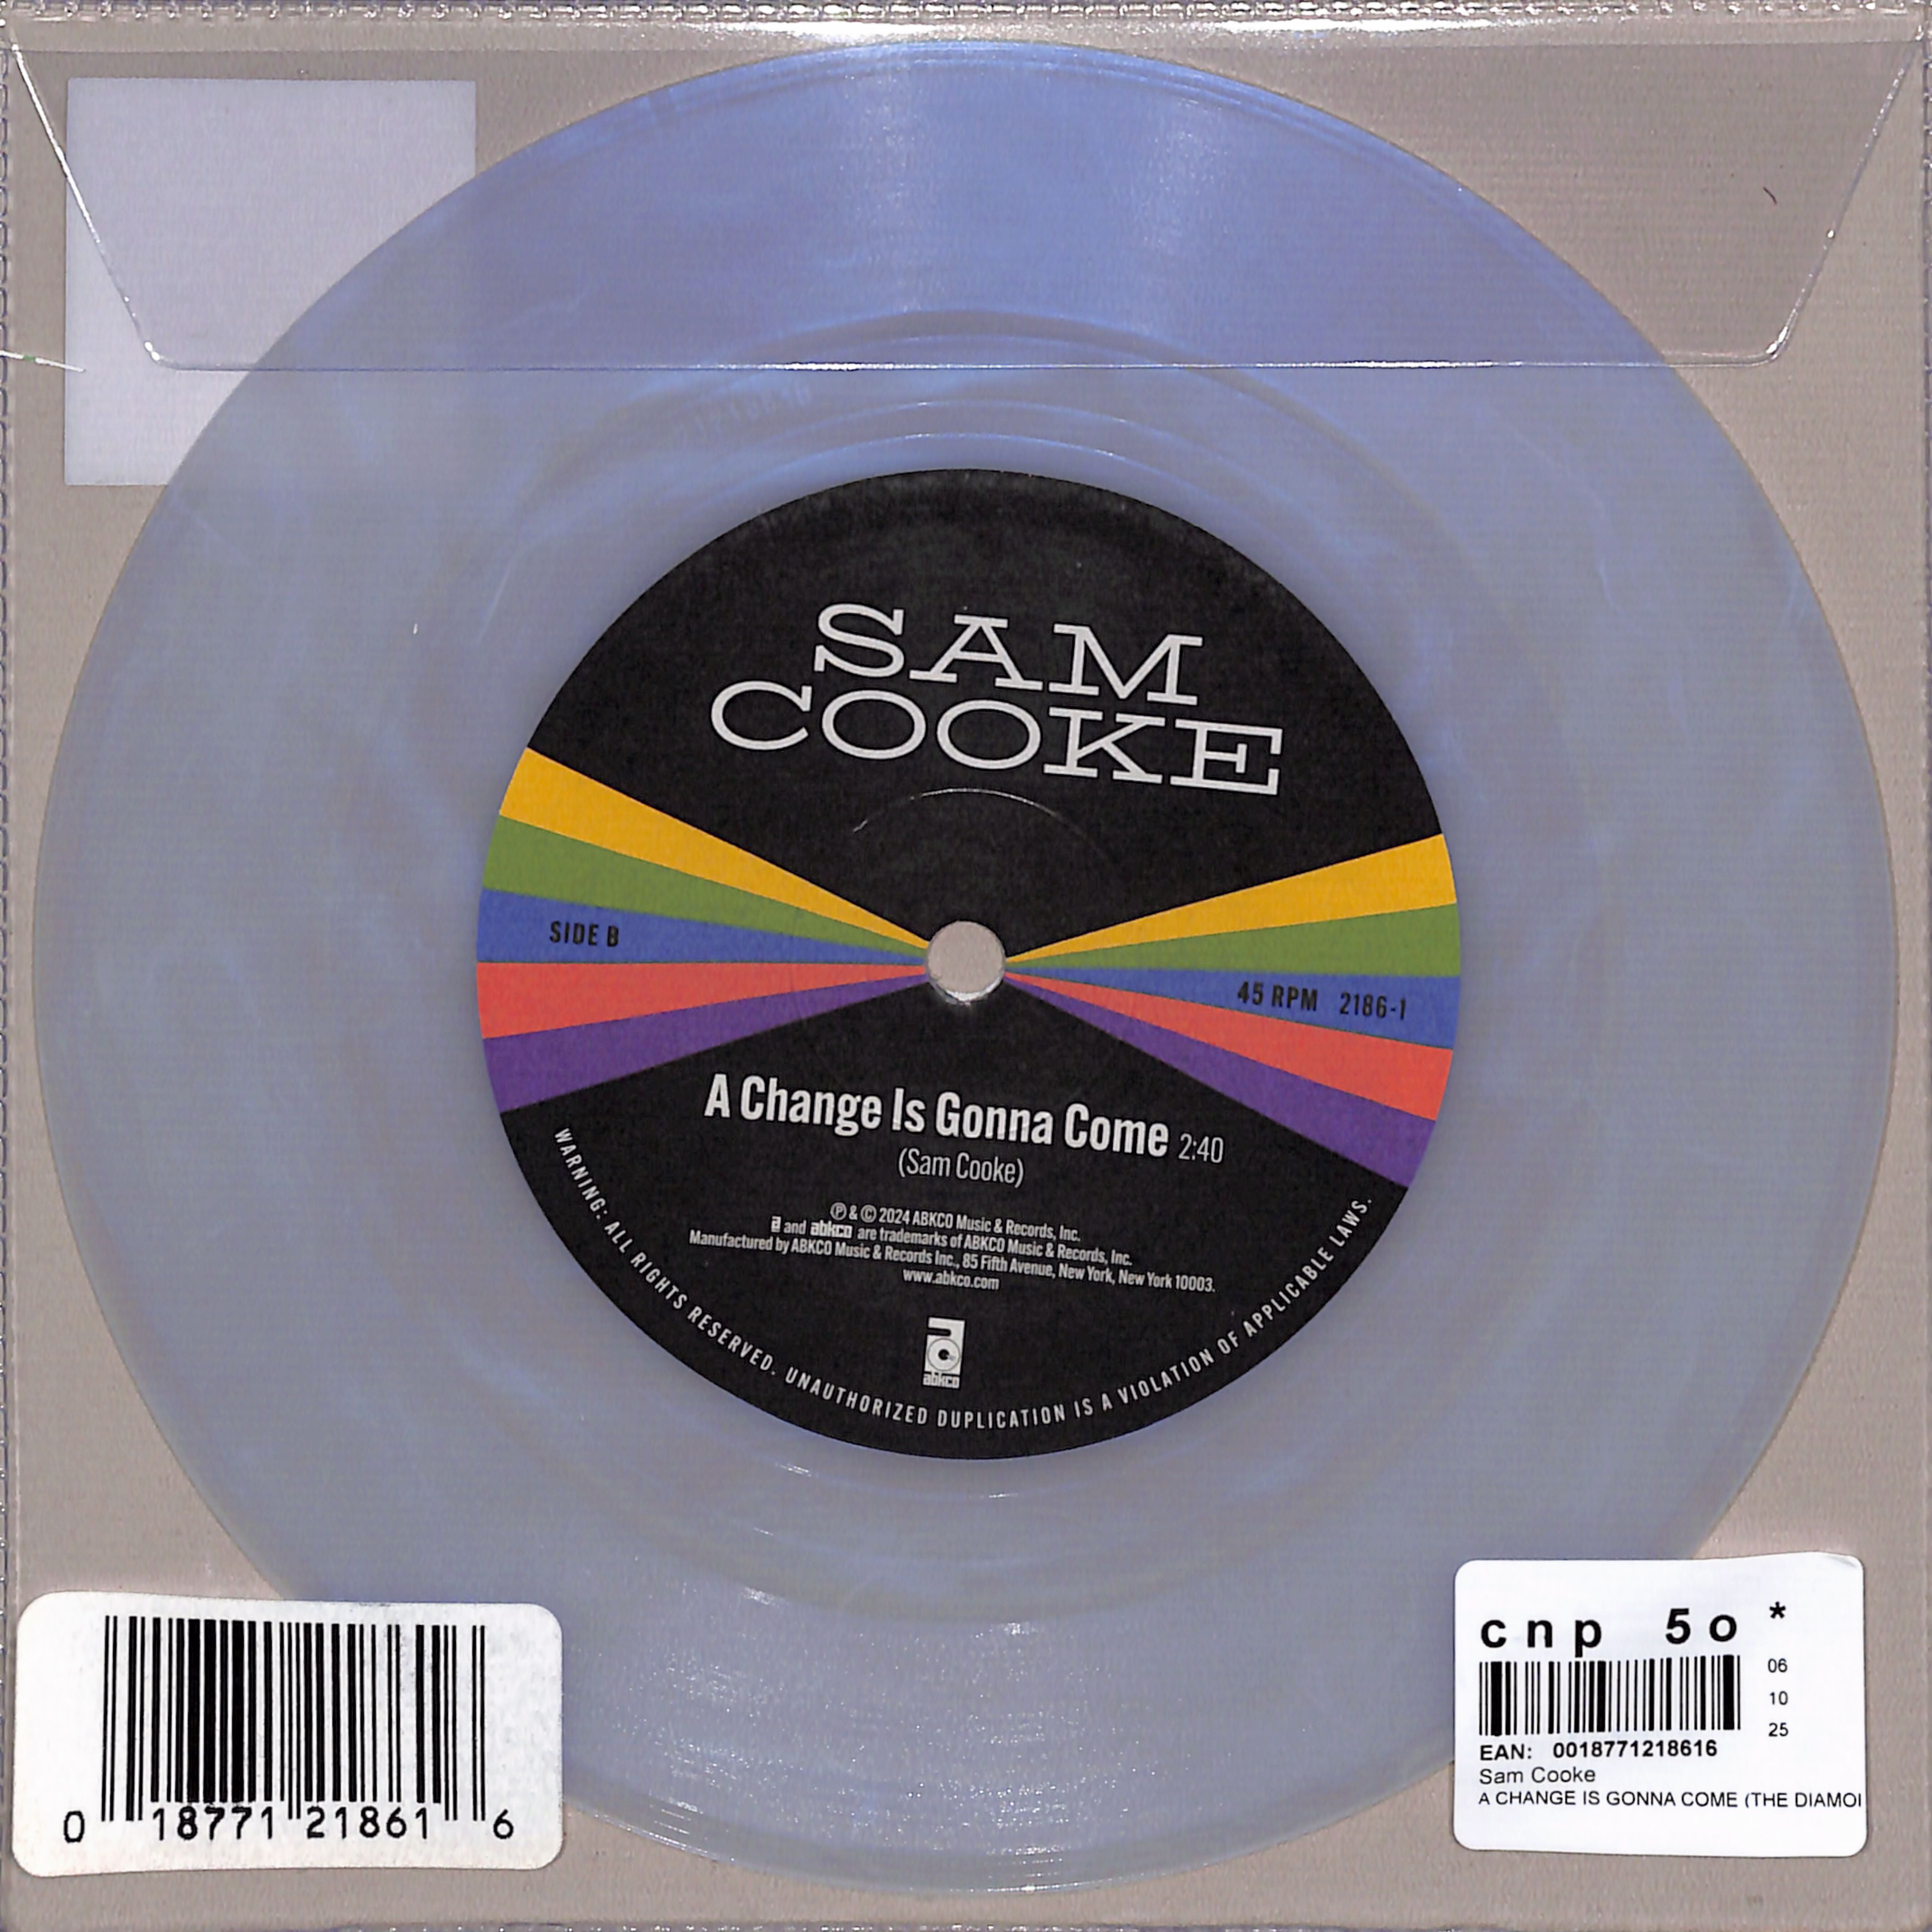 SAM
COOKE
SIDE B
45 RPM 2186-1
A Change Is Gonna Come 2:40
(Sam Cooke)
℗ & © 2024 ABKCO Music & Records, Inc.
a and abkco are trademarks of ABKCO Music & Records, Inc.
Manufactured by ABKCO Music & Records Inc., 85 Fifth Avenue, New York, New York 10003.
www.abkco.com
a
abkco
WARNING: ALL RIGHTS RESERVED. UNAUTHORIZED DUPLICATION IS A VIOLATION OF APPLICABLE LAWS.
0 18771 21861 6
cnp 5o *
06
10
25
EAN: 0018771218616
Sam Cooke
A CHANGE IS GONNA COME (THE DIAMO